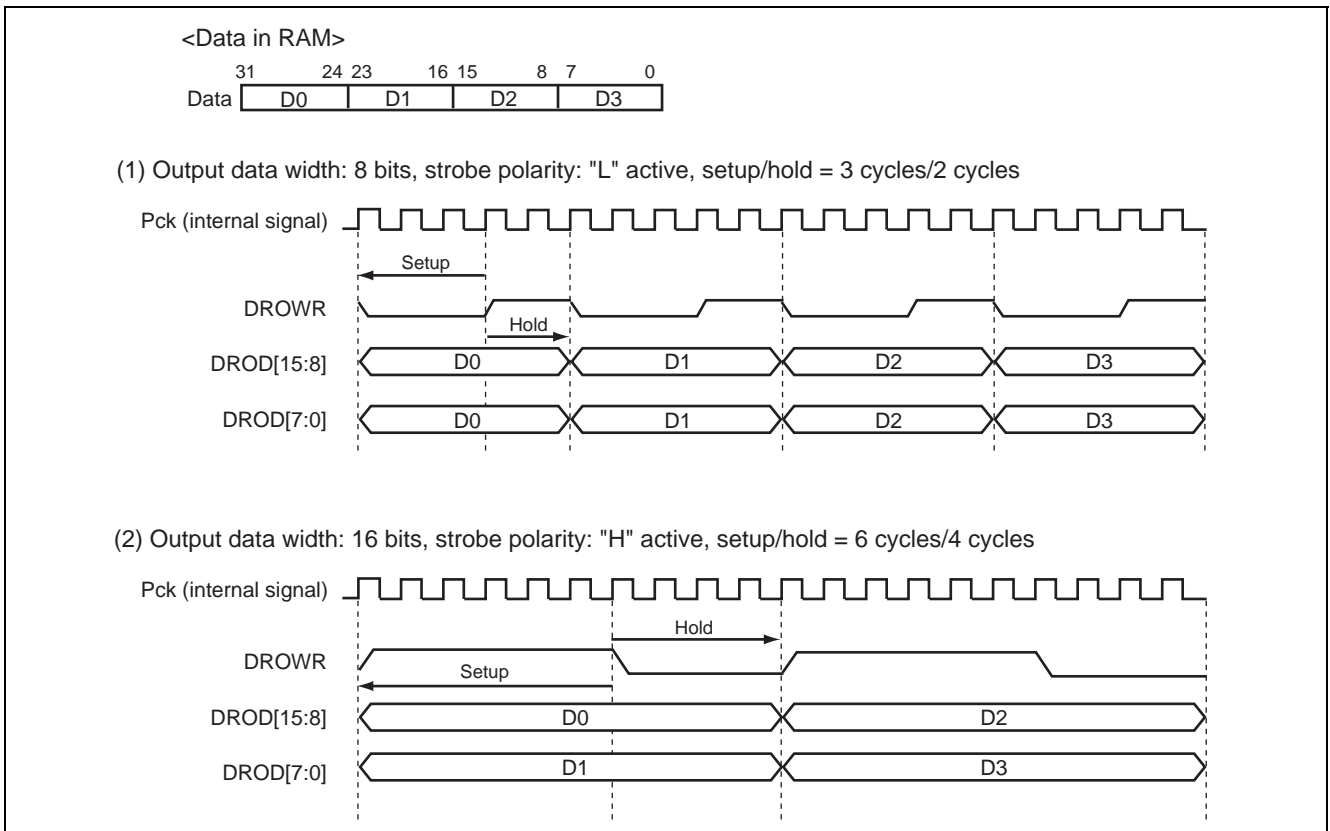 <Data in RAM>
31 24 23 16 15 8 7 0
Data D0 D1 D2 D3
(1) Output data width: 8 bits, strobe polarity: "L" active, setup/hold = 3 cycles/2 cycles
Pck (internal signal)
Setup
DROWR
Hold
DROD[15:8] D0 D1 D2 D3
DROD[7:0] D0 D1 D2 D3
(2) Output data width: 16 bits, strobe polarity: "H" active, setup/hold = 6 cycles/4 cycles
Pck (internal signal)
Hold
DROWR
Setup
DROD[15:8] D0 D2
DROD[7:0] D1 D3